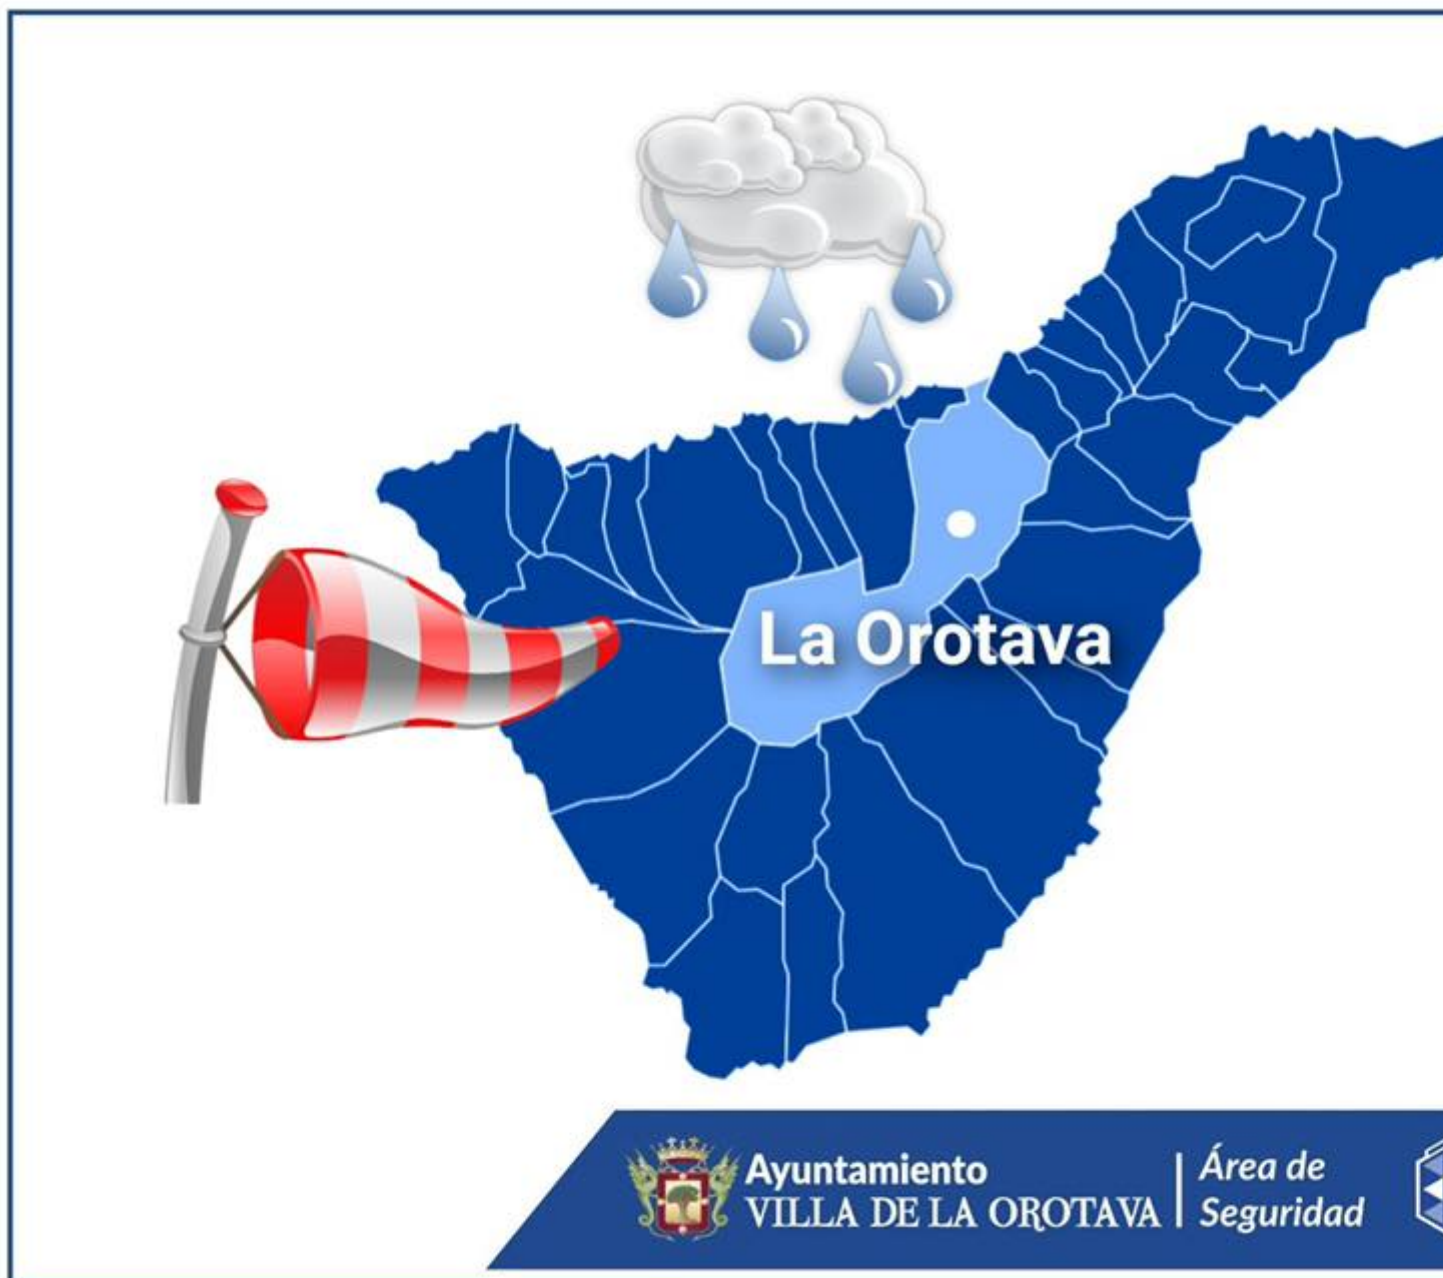 La Orotava
Ayuntamiento
VILLA DE LA OROTAVA
Área de
Seguridad